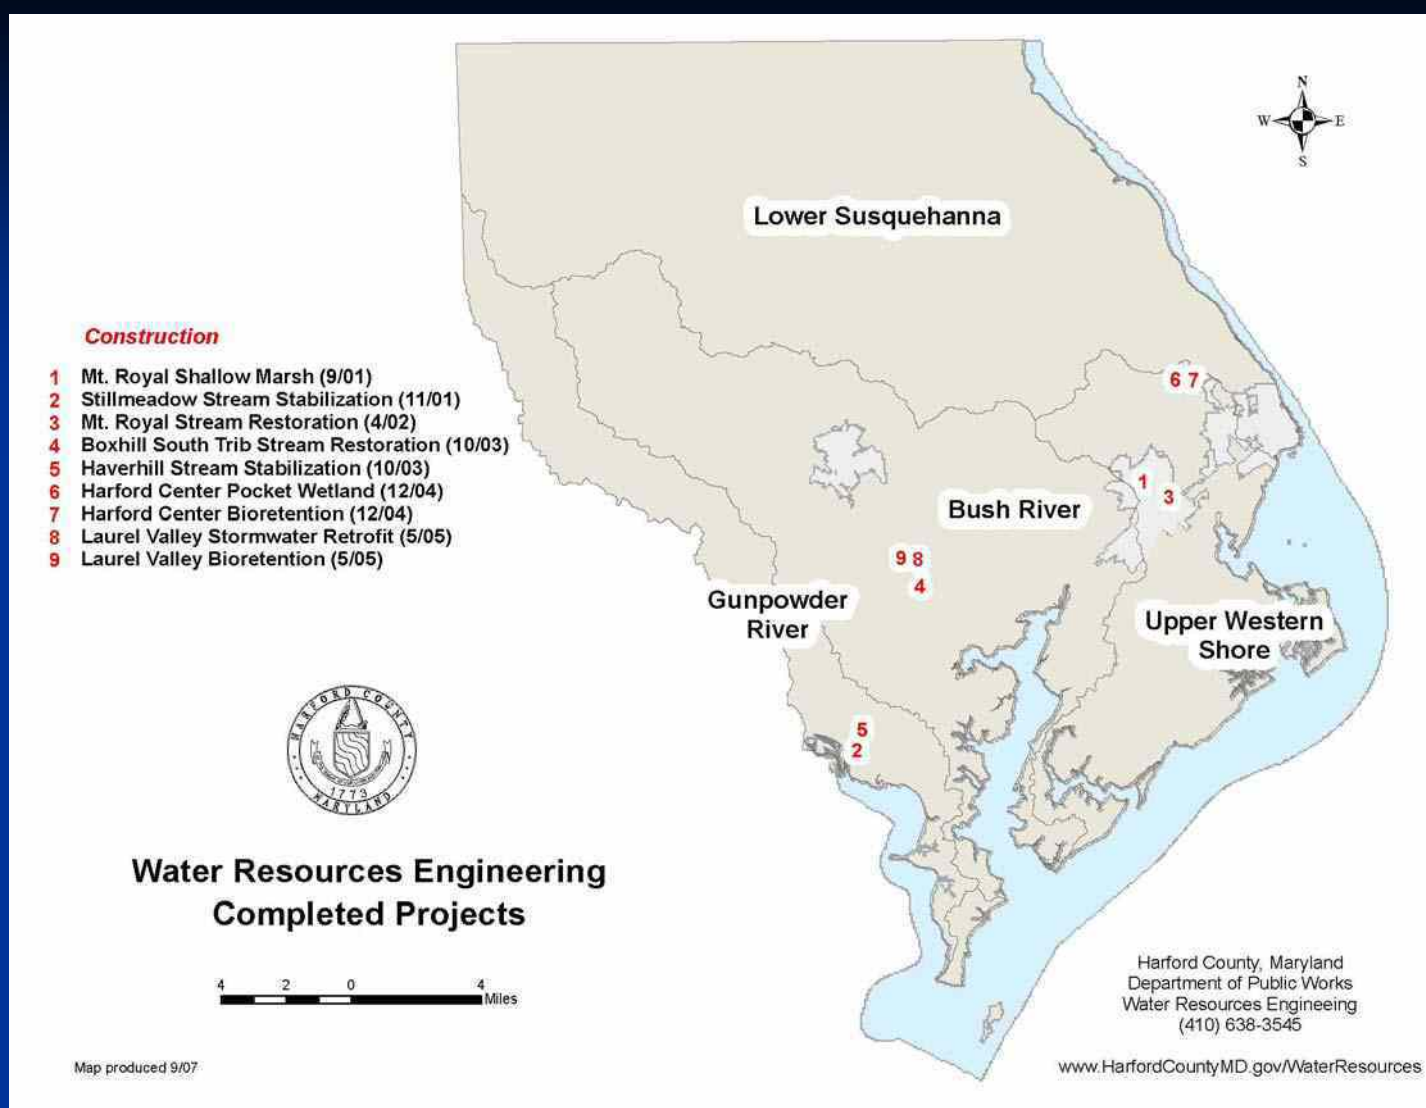 N
W E
S
Lower Susquehanna
Construction
1 Mt. Royal Shallow Marsh (9/01)
2 Stillmeadow Stream Stabilization (11/01)
3 Mt. Royal Stream Restoration (4/02)
4 Boxhill South Trib Stream Restoration (10/03)
5 Haverhill Stream Stabilization (10/03)
6 Harford Center Pocket Wetland (12/04)
7 Harford Center Bioretention (12/04)
8 Laurel Valley Stormwater Retrofit (5/05)
9 Laurel Valley Bioretention (5/05)
6 7
1
3
Bush River
9 8
4
Gunpowder
River
Upper Western
Shore
5
2
HARFORD COUNTY
1773
MARYLAND
Water Resources Engineering
Completed Projects
4 2 0 4
Miles
Harford County, Maryland
Department of Public Works
Water Resources Engineeing
(410) 638-3545
Map produced 9/07
www.HarfordCountyMD.gov/WaterResources